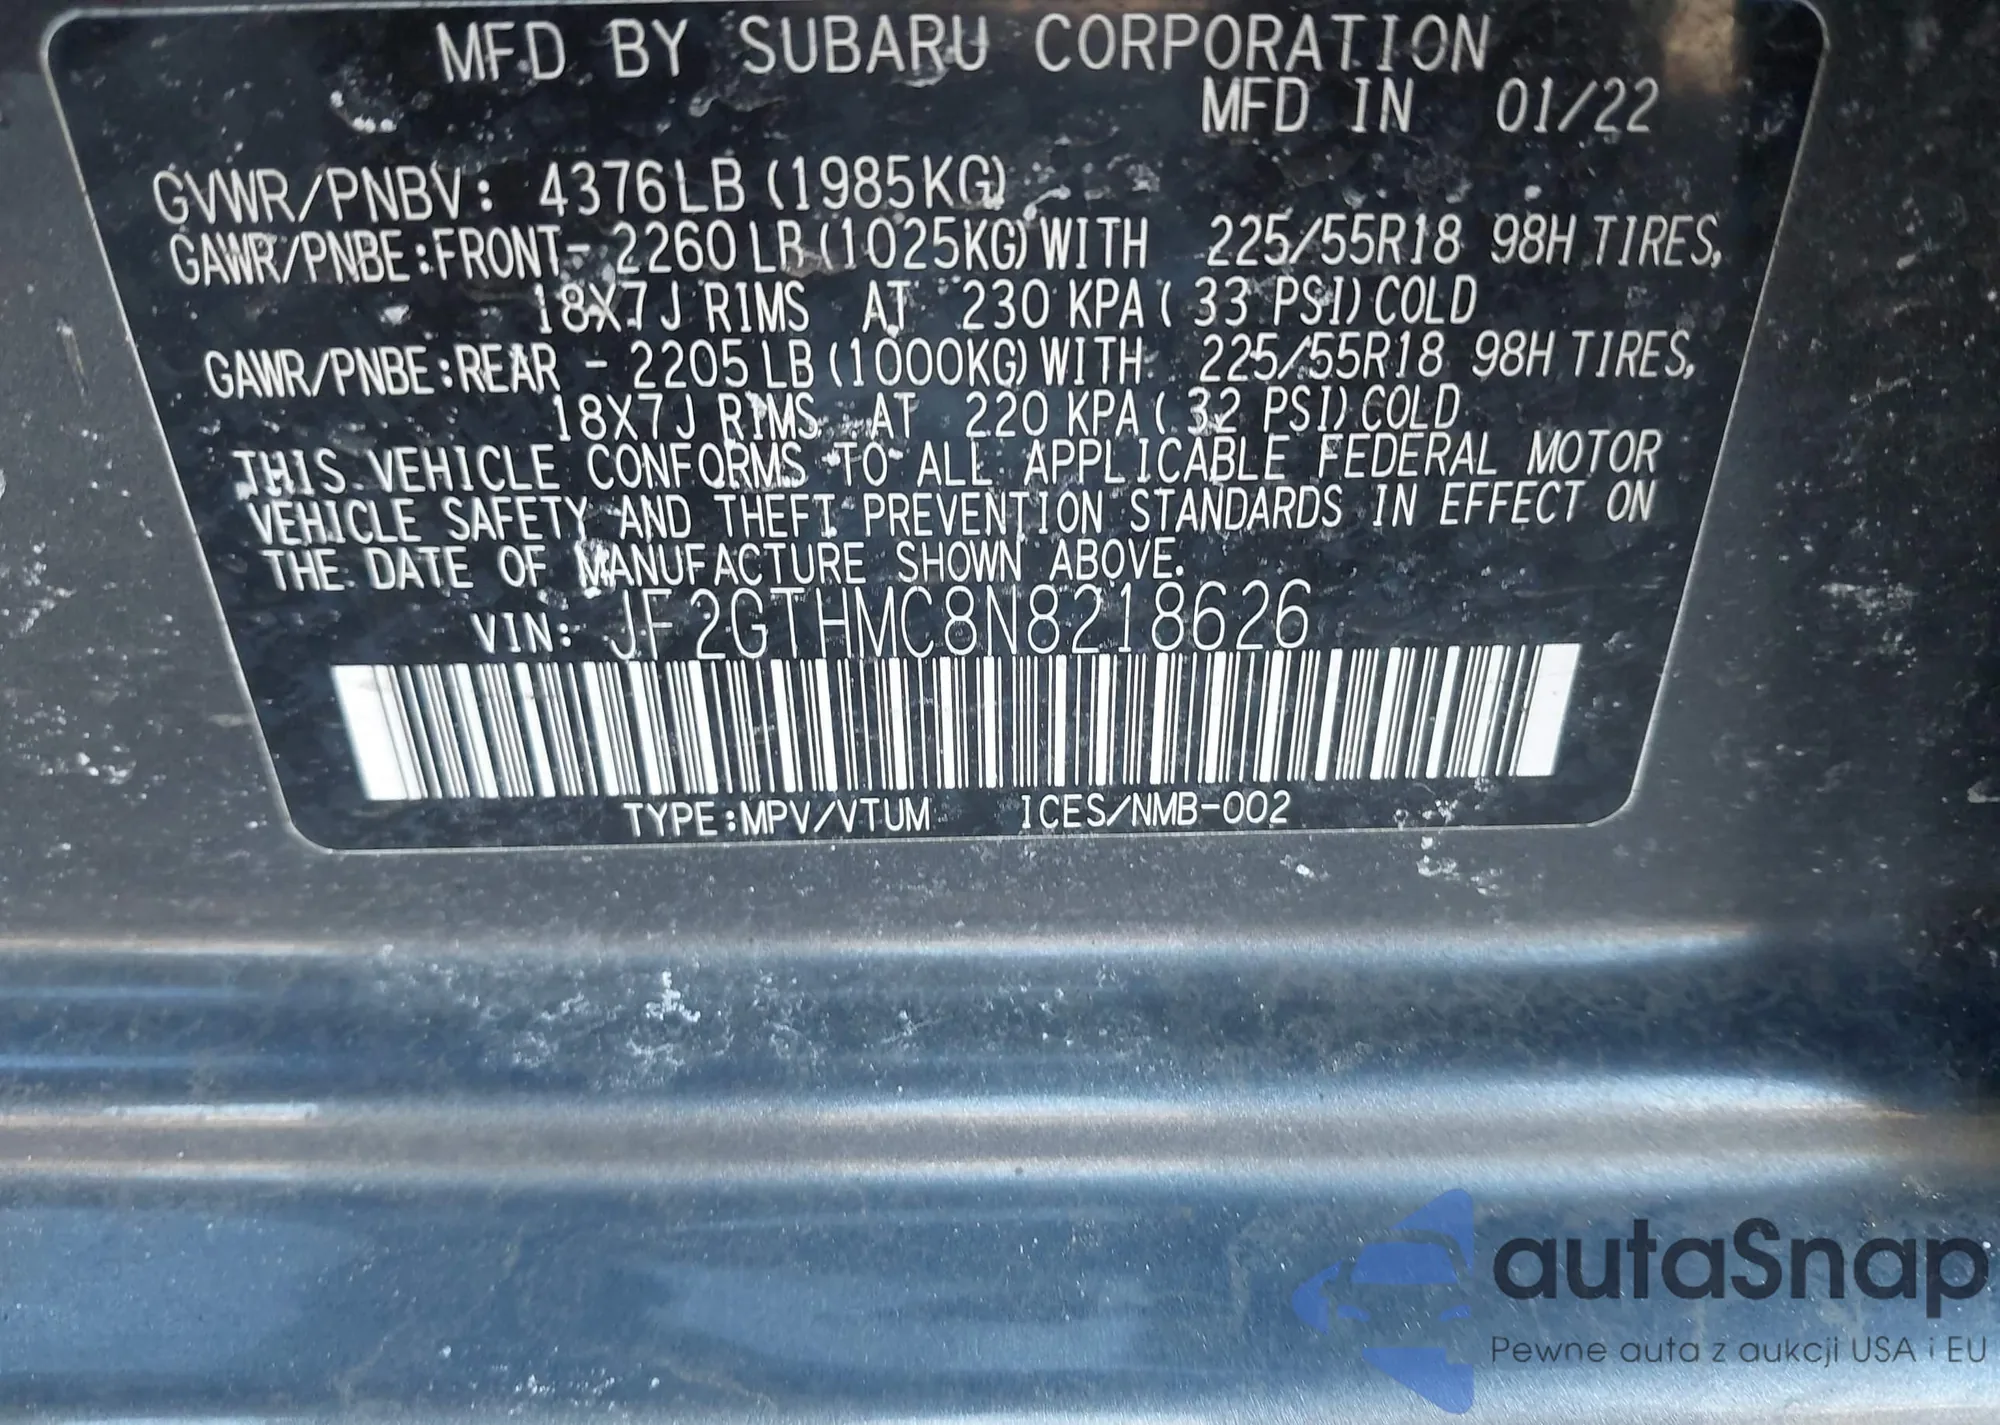 MFD BY SUBARU CORPORATION
MFD IN 01/22
GVWR/PNBV: 4376LB (1985KG)
GAWR/PNBE:FRONT- 2260 LB (1025KG) WITH 225/55R18 98H TIRES,
18X7J RIMS AT 230 KPA ( 33 PSI) COLD
GAWR/PNBE:REAR - 2205 LB (1000KG) WITH 225/55R18 98H TIRES,
18X7J RIMS AT 220 KPA ( 32 PSI) COLD
THIS VEHICLE CONFORMS TO ALL APPLICABLE FEDERAL MOTOR
VEHICLE SAFETY AND THEFT PREVENTION STANDARDS IN EFFECT ON
THE DATE OF MANUFACTURE SHOWN ABOVE.
VIN: JF2GTHMC8N8218626
TYPE:MPV/VTUM ICES/NMB-002
autaSnap
Pewne auta z aukcji USA i EU